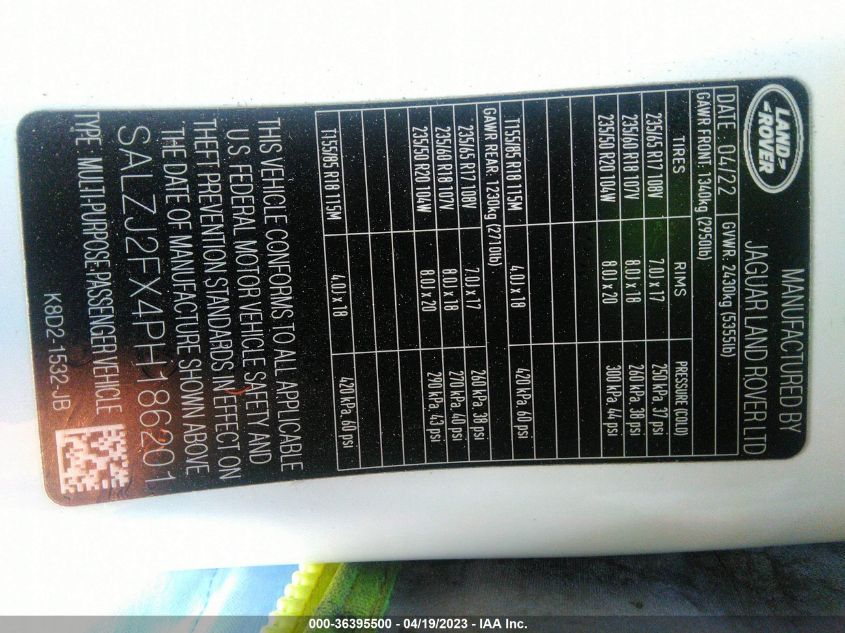 LAND
ROVER
MANUFACTURED BY
JAGUAR LAND ROVER LTD
DATE 04/22 GVWR: 2430kg (5355lb)
GAWR FRONT: 1340kg (2950lb)
TIRES RIMS PRESSURE (COLD)
235/65 R17 108V 7.0J x 17 250 kPa, 37 psi
235/60 R18 107V 8.0J x 18 260 kPa, 38 psi
235/50 R20 104W 8.0J x 20 300 kPa, 44 psi
T155/85 R18 115M 4.0J x 18 420 kPa, 60 psi
GAWR REAR: 1230kg (2710lb)
235/65 R17 108V 7.0J x 17 260 kPa, 38 psi
235/60 R18 107V 8.0J x 18 270 kPa, 40 psi
235/50 R20 104W 8.0J x 20 290 kPa, 43 psi
T155/85 R18 115M 4.0J x 18 420 kPa, 60 psi
THIS VEHICLE CONFORMS TO ALL APPLICABLE
U.S. FEDERAL MOTOR VEHICLE SAFETY AND
THEFT PREVENTION STANDARDS IN EFFECT ON
THE DATE OF MANUFACTURE SHOWN ABOVE
SALZJ2FX4PH186201
TYPE MULTI-PURPOSE PASSENGER VEHICLE
K8D2-1532-JB
000-36395500 - 04/19/2023 - IAA Inc.